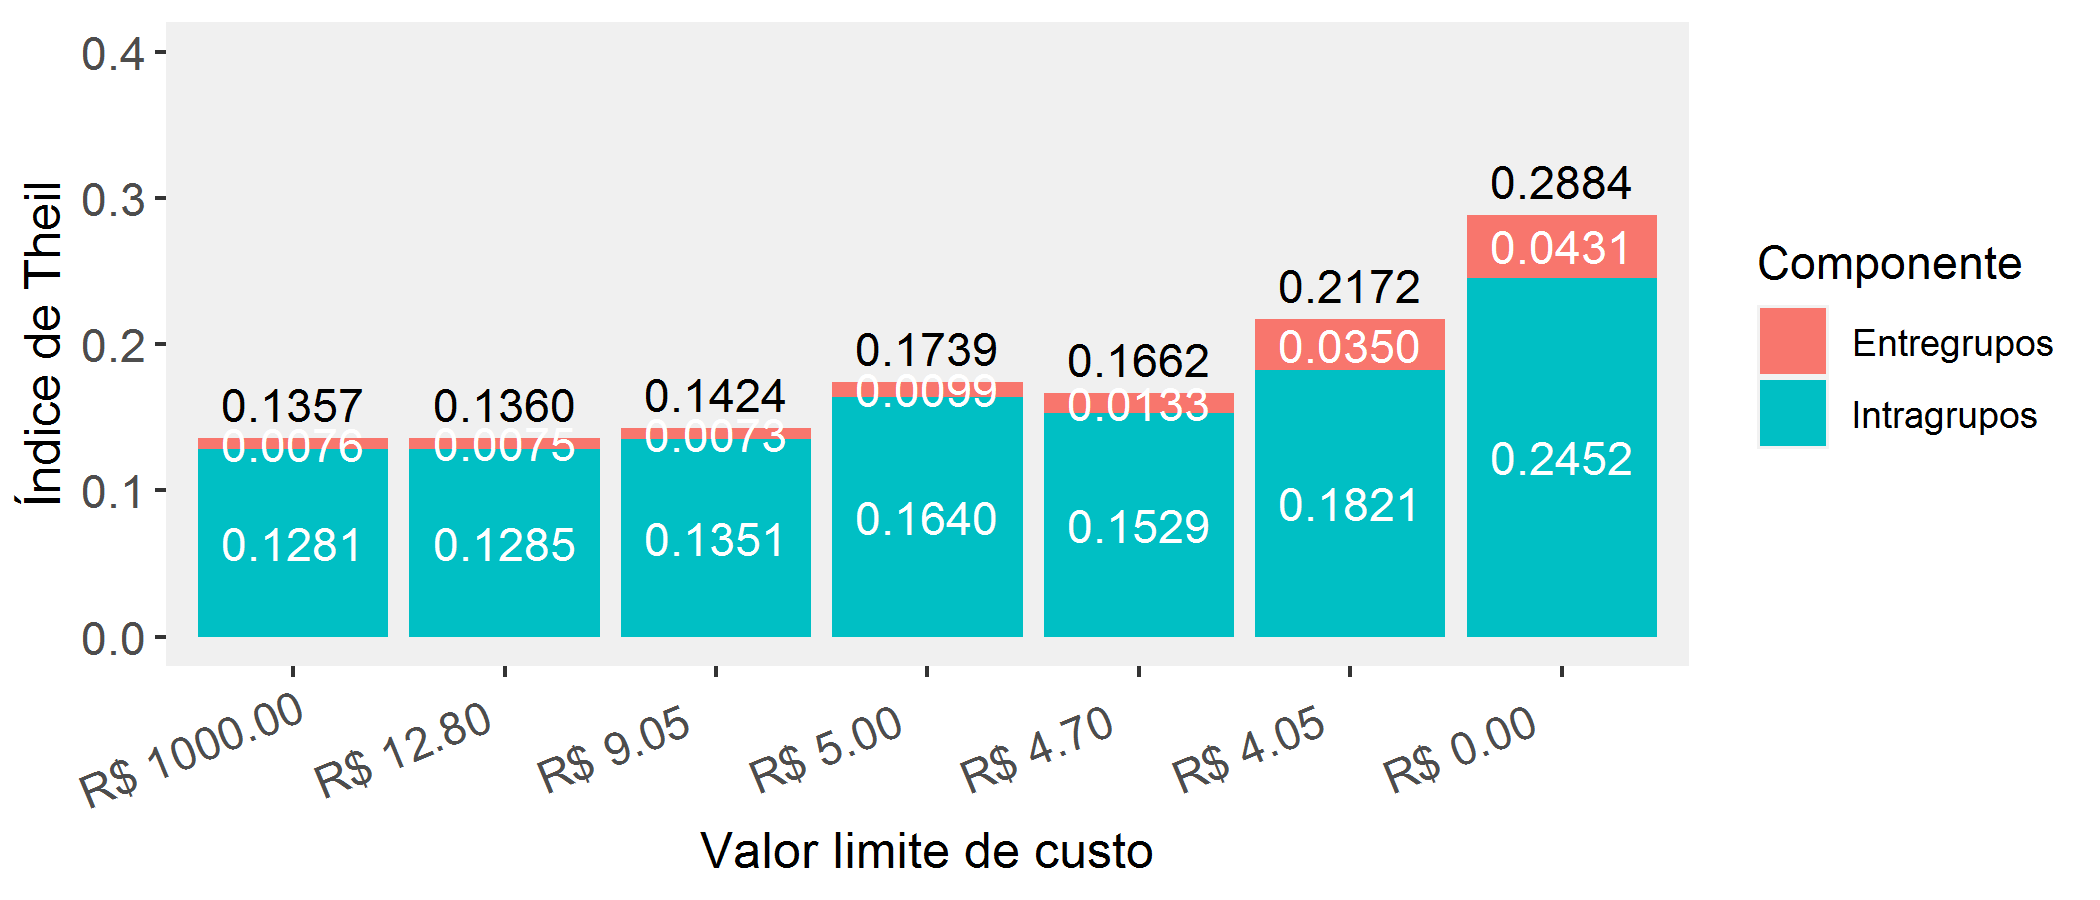 Índice de Theil
0.4
0.3
0.2
0.1
0.0
0.1357
0.0076
0.1281
0.1360
0.0075
0.1285
0.1424
0.0073
0.1351
0.1739
0.0099
0.1640
0.1662
0.0133
0.1529
0.2172
0.0350
0.1821
0.2884
0.0431
0.2452
R$ 1000.00
R$ 12.80
R$ 9.05
R$ 5.00
R$ 4.70
R$ 4.05
R$ 0.00
Valor limite de custo
Componente
Entregrupos
Intragrupos